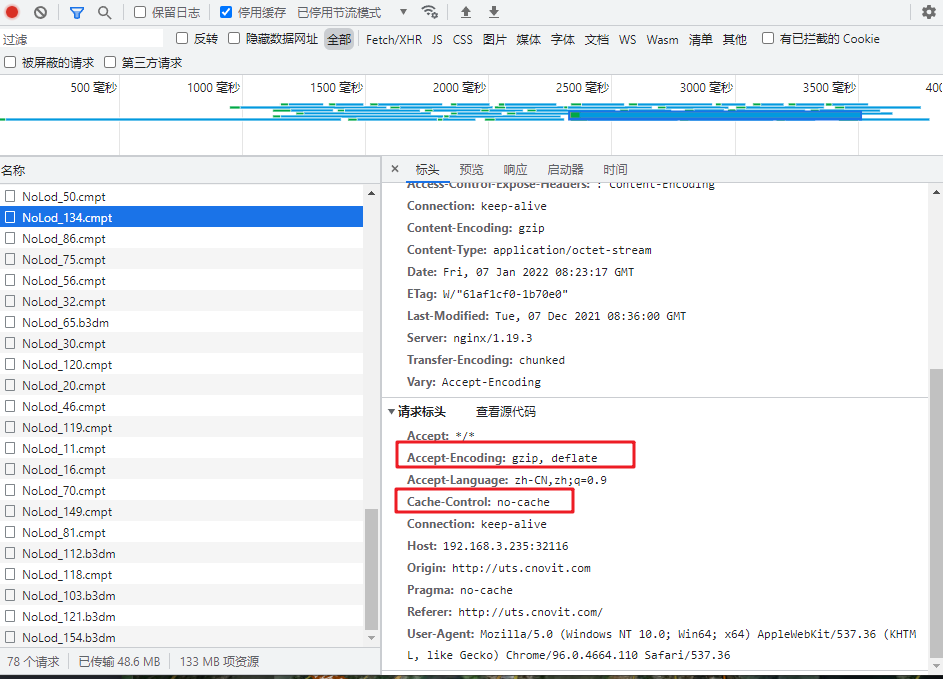 保留日志 停用缓存 已停用节流模式
过滤 反转 隐藏数据网址 全部 Fetch/XHR JS CSS 图片 媒体 字体 文档 WS Wasm 清单 其他 有已拦截的 Cookie
被屏蔽的请求 第三方请求
500 毫秒 1000 毫秒 1500 毫秒 2000 毫秒 2500 毫秒 3000 毫秒 3500 毫秒 400
名称
NoLod_50.cmpt
NoLod_134.cmpt
NoLod_86.cmpt
NoLod_75.cmpt
NoLod_56.cmpt
NoLod_32.cmpt
NoLod_65.b3dm
NoLod_30.cmpt
NoLod_120.cmpt
NoLod_20.cmpt
NoLod_46.cmpt
NoLod_119.cmpt
NoLod_11.cmpt
NoLod_16.cmpt
NoLod_70.cmpt
NoLod_149.cmpt
NoLod_81.cmpt
NoLod_112.b3dm
NoLod_118.cmpt
NoLod_103.b3dm
NoLod_121.b3dm
NoLod_154.b3dm
78 个请求 已传输 48.6 MB 133 MB 项资源
× 标头 预览 响应 启动器 时间
Access-Control-Expose-Headers: : Content-Encoding
Connection: keep-alive
Content-Encoding: gzip
Content-Type: application/octet-stream
Date: Fri, 07 Jan 2022 08:23:17 GMT
ETag: W/"61af1cf0-1b70e0"
Last-Modified: Tue, 07 Dec 2021 08:36:00 GMT
Server: nginx/1.19.3
Transfer-Encoding: chunked
Vary: Accept-Encoding
请求标头 查看源代码
Accept: */*
Accept-Encoding: gzip, deflate
Accept-Language: zh-CN,zh;q=0.9
Cache-Control: no-cache
Connection: keep-alive
Host: 192.168.3.235:32116
Origin: http://uts.cnovit.com
Pragma: no-cache
Referer: http://uts.cnovit.com/
User-Agent: Mozilla/5.0 (Windows NT 10.0; Win64; x64) AppleWebKit/537.36 (KHTM
L, like Gecko) Chrome/96.0.4664.110 Safari/537.36